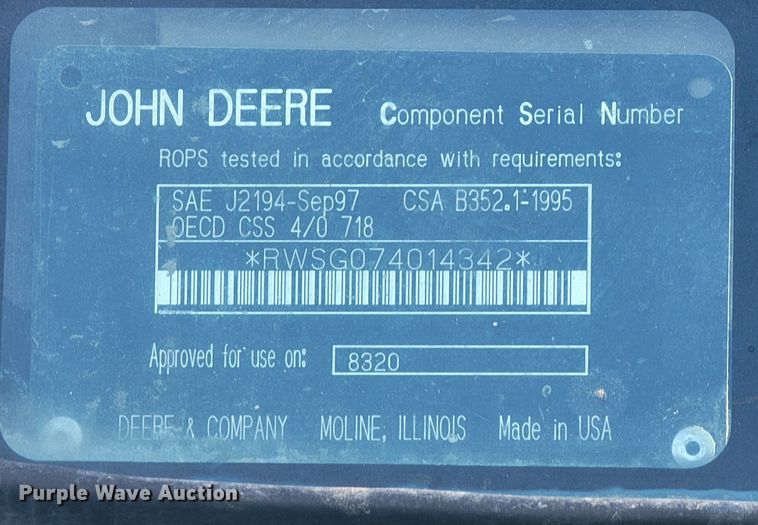 JOHN DEERE Component Serial Number
ROPS tested in accordance with requirements:
SAE J2194-Sep97 CSA B352.1-1995
OECD CSS 4/0 718
*RWSG074014342*
Approved for use on: 8320
DEERE & COMPANY MOLINE, ILLINOIS Made in USA
Purple Wave Auction